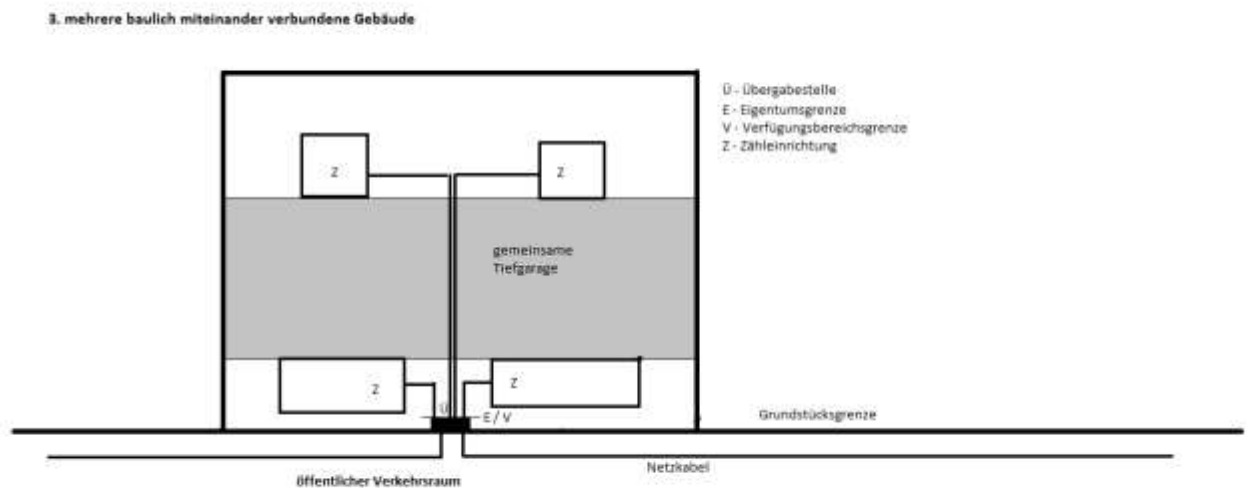 3. mehrere baulich miteinander verbundene Gebäude
Ü - Übergabestelle
E - Eigentumsgrenze
V - Verfügungsbereichsgrenze
Z - Zähleinrichtung
Z
Z
gemeinsame
Tiefgarage
Z
Z
Ü
E / V
Grundstücksgrenze
Netzkabel
öffentlicher Verkehrsraum